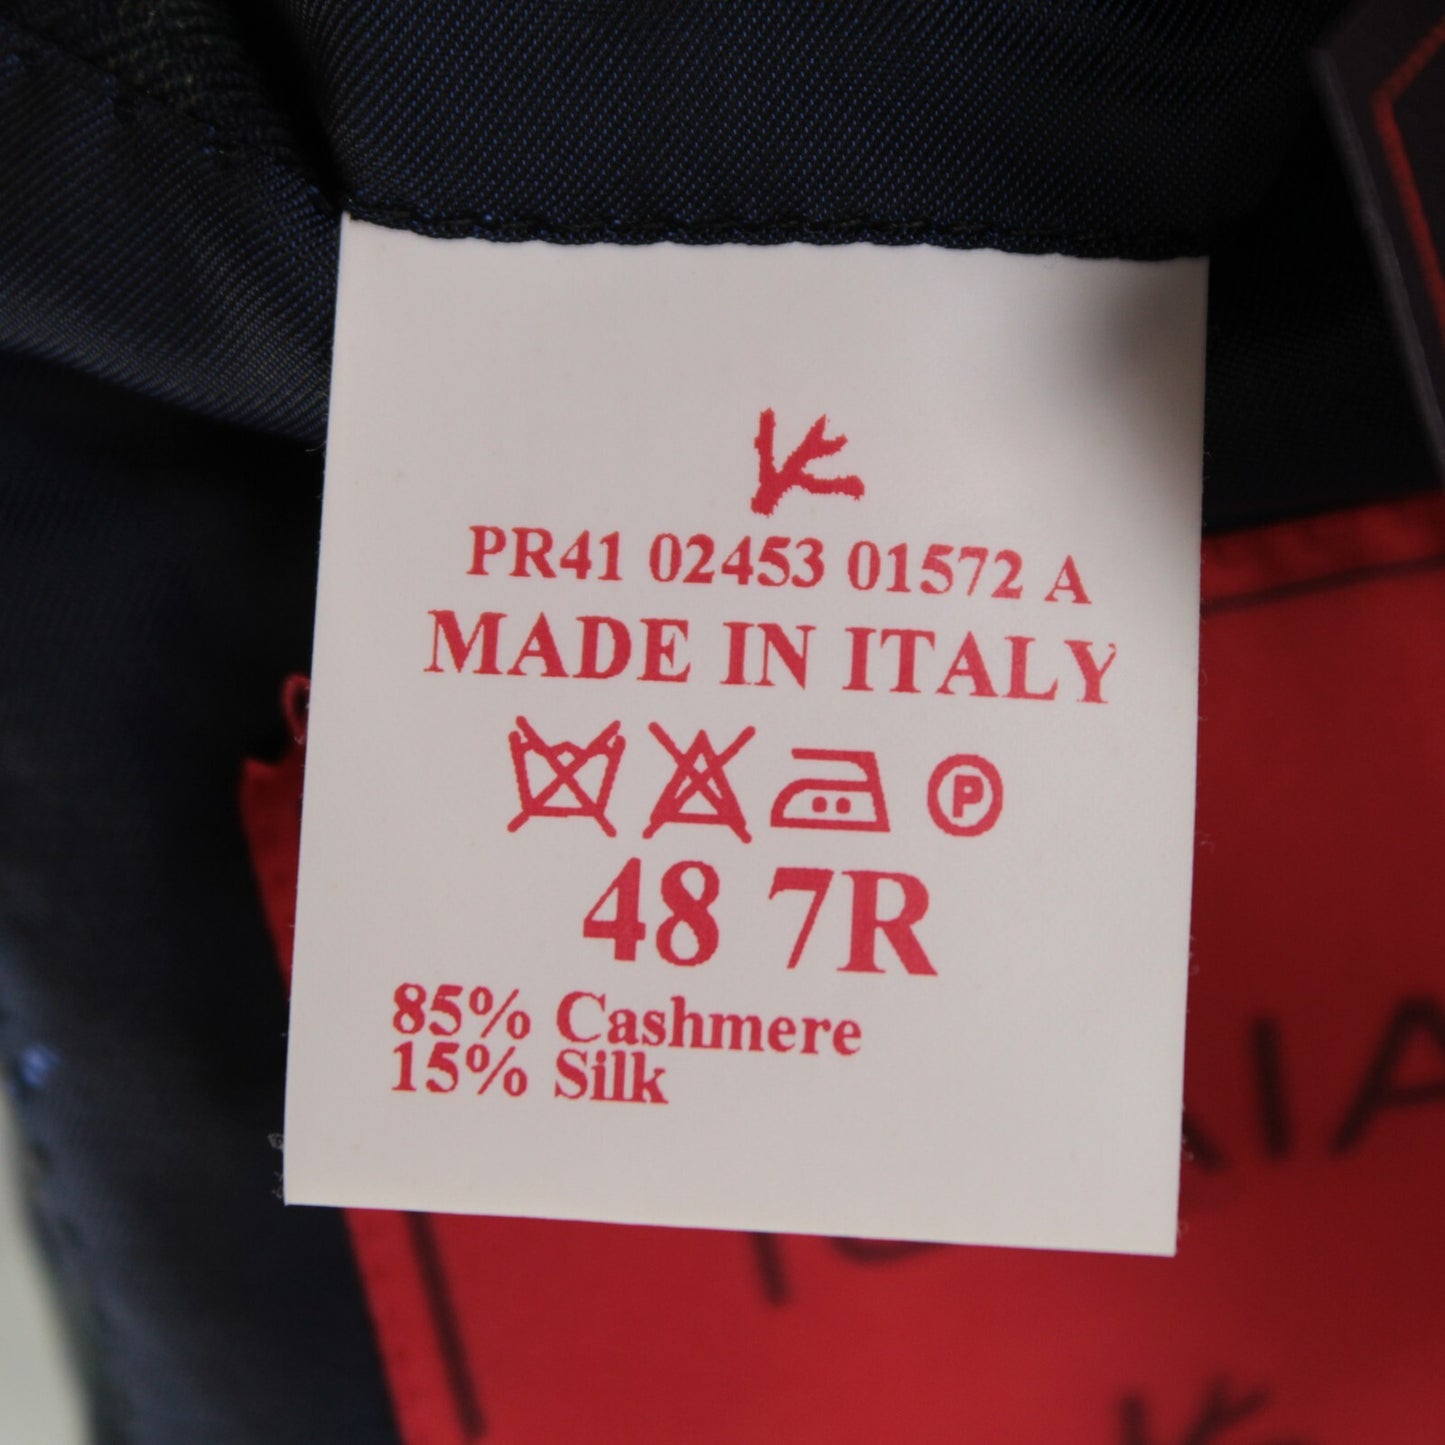 PR41 02453 01572 A
MADE IN ITALY
P
48 7R
85% Cashmere
15% Silk